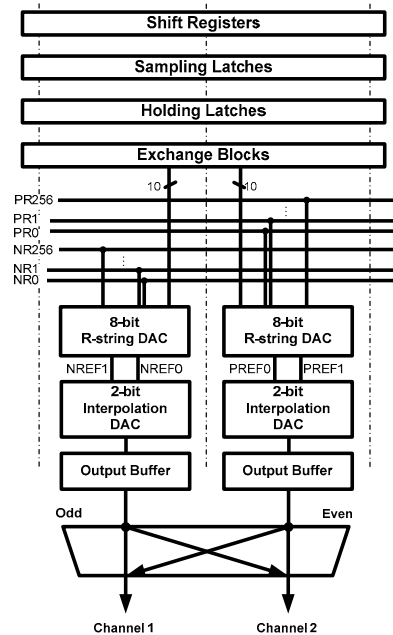 Shift Registers
Sampling Latches
Holding Latches
Exchange Blocks
10 10
PR256
PR1
PR0
NR256
NR1
NR0
8-bit
R-string DAC
8-bit
R-string DAC
NREF1 NREF0 PREF0 PREF1
2-bit
Interpolation
DAC
2-bit
Interpolation
DAC
Output Buffer Output Buffer
Odd Even
Channel 1 Channel 2